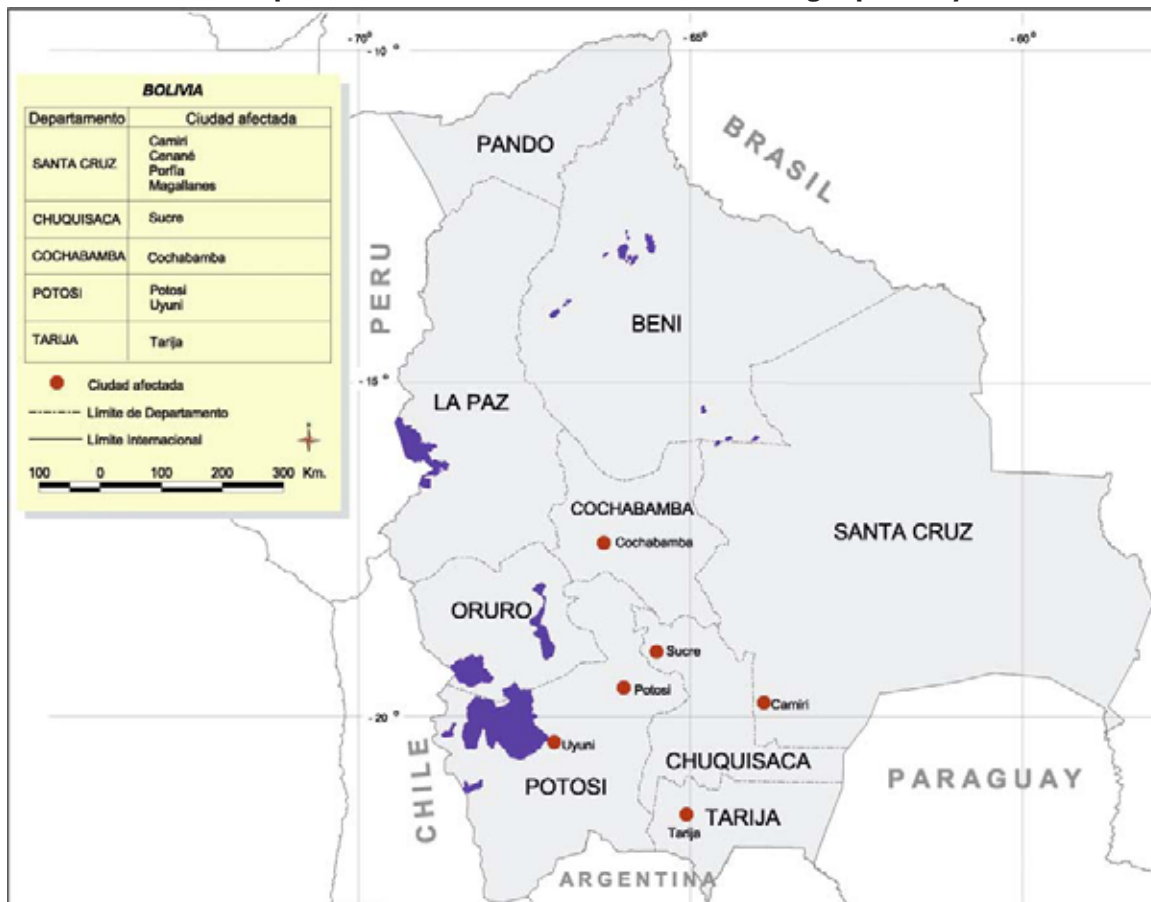 -70°
-65
-60
-10°
BOLIVIA
Departamento Ciudad afectada
SANTA CRUZ
Camiri
Cenané
Porfía
Magallanes
CHUQUISACA Sucre
COCHABAMBA Cochabamba
POTOSI
Potosi
Uyuni
TARIJA Tarija
Ciudad afectada
Límite de Departamento
Límite Internacional
100 0 100 200 300 Km.
PANDO
BRASIL
PERU
BENI
-15
LA PAZ
COCHABAMBA
Cochabamba
SANTA CRUZ
ORURO
Sucre
Potosi
Camiri
-20°
Uyuni
CHILE
CHUQUISACA
POTOSI
PARAGUAY
TARIJA
Tarija
ARGENTINA